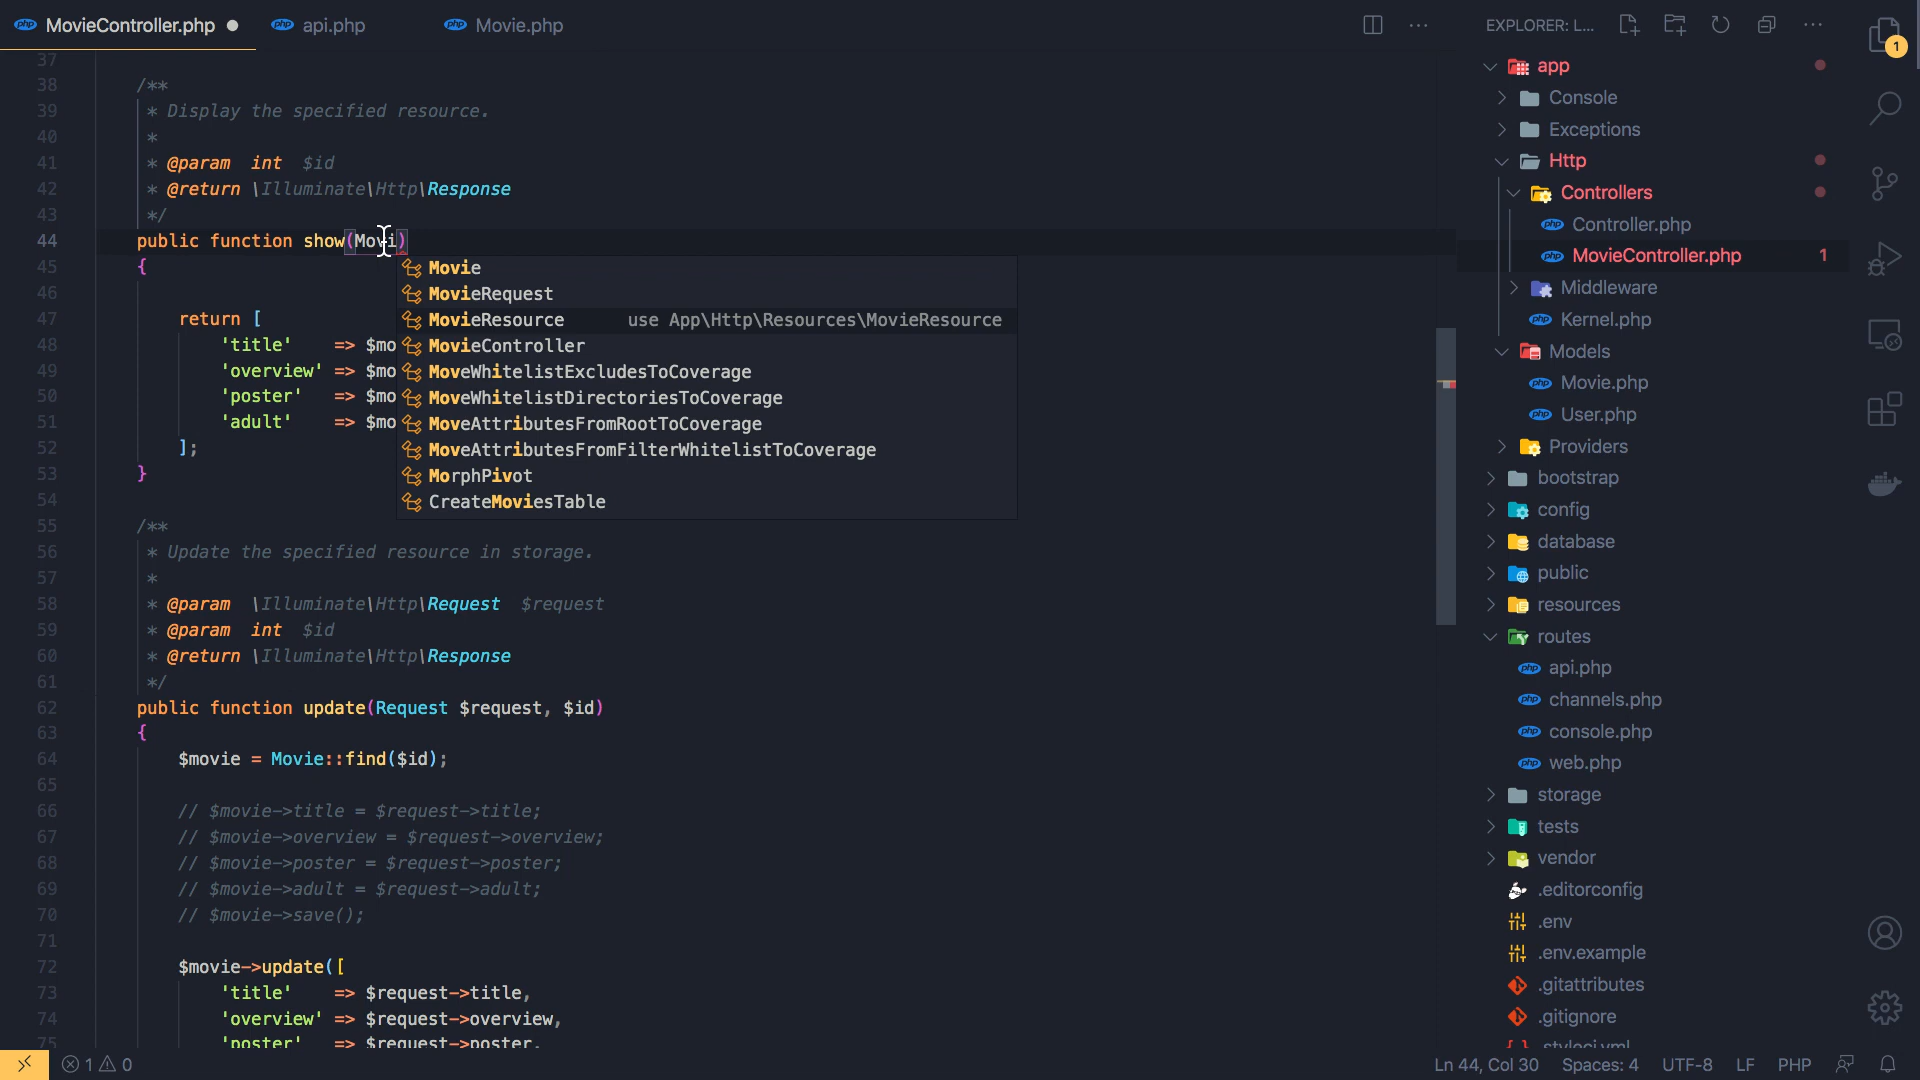 MovieController.php
api.php
Movie.php
EXPLORER: L...
37
38 /**
39 * Display the specified resource.
40 *
41 * @param  int  $id
42 * @return \Illuminate\Http\Response
43 */
44 public function show(Movi)
45 {
46
47 return [
48 'title' => $mo
49 'overview' => $mo
50 'poster' => $mo
51 'adult' => $mo
52 ];
53 }
54
55 /**
56 * Update the specified resource in storage.
57 *
58 * @param  \Illuminate\Http\Request  $request
59 * @param  int  $id
60 * @return \Illuminate\Http\Response
61 */
62 public function update(Request $request, $id)
63 {
64 $movie = Movie::find($id);
65
66 // $movie->title = $request->title;
67 // $movie->overview = $request->overview;
68 // $movie->poster = $request->poster;
69 // $movie->adult = $request->adult;
70 // $movie->save();
71
72 $movie->update([
73 'title' => $request->title,
74 'overview' => $request->overview,
75 'poster' => $request->poster,
Movie
MovieRequest
MovieResource use App\Http\Resources\MovieResource
MovieController
MoveWhitelistExcludesToCoverage
MoveWhitelistDirectoriesToCoverage
MoveAttributesFromRootToCoverage
MoveAttributesFromFilterWhitelistToCoverage
MorphPivot
CreateMoviesTable
app
Console
Exceptions
Http
Controllers
Controller.php
MovieController.php 1
Middleware
Kernel.php
Models
Movie.php
User.php
Providers
bootstrap
config
database
public
resources
routes
api.php
channels.php
console.php
web.php
storage
tests
vendor
.editorconfig
.env
.env.example
.gitattributes
.gitignore
.styleci.yml
1
1 0
Ln 44, Col 30
Spaces: 4
UTF-8
LF
PHP